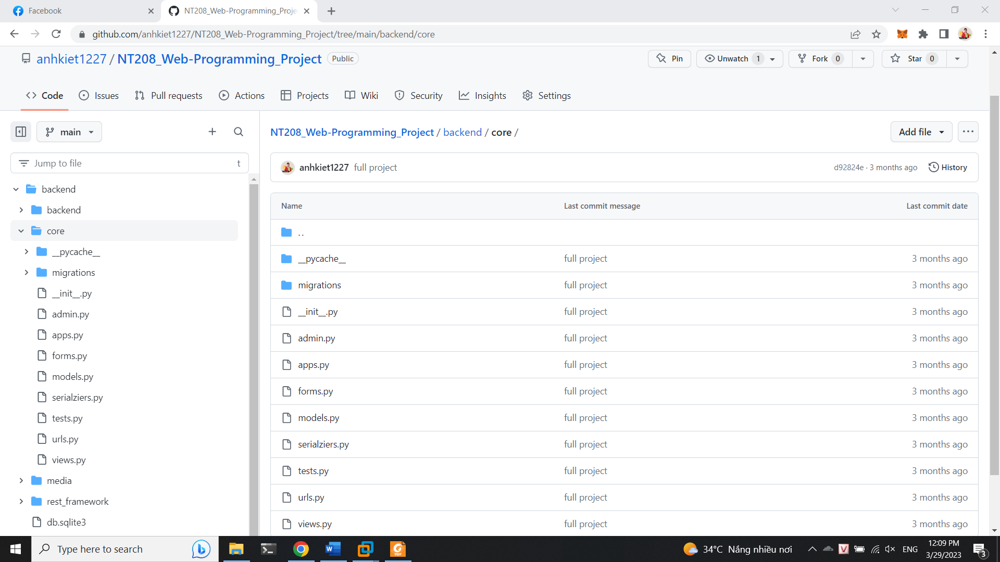 Facebook
NT208_Web-Programming_Proje
github.com/anhkiet1227/NT208_Web-Programming_Project/tree/main/backend/core
anhkiet1227 / NT208_Web-Programming_Project Public
Pin Unwatch 1 Fork 0 Star 0
Code Issues Pull requests Actions Projects Wiki Security Insights Settings
main
Jump to file t
backend
backend
core
__pycache__
migrations
__init__.py
admin.py
apps.py
forms.py
models.py
serialziers.py
tests.py
urls.py
views.py
media
rest_framework
db.sqlite3
NT208_Web-Programming_Project / backend / core /
Add file
anhkiet1227 full project d92824e · 3 months ago History
Name Last commit message Last commit date
..
__pycache__ full project 3 months ago
migrations full project 3 months ago
__init__.py full project 3 months ago
admin.py full project 3 months ago
apps.py full project 3 months ago
forms.py full project 3 months ago
models.py full project 3 months ago
serialziers.py full project 3 months ago
tests.py full project 3 months ago
urls.py full project 3 months ago
views.py full project 3 months ago
Type here to search
34°C Nắng nhiều nơi
ENG
12:09 PM
3/29/2023
3